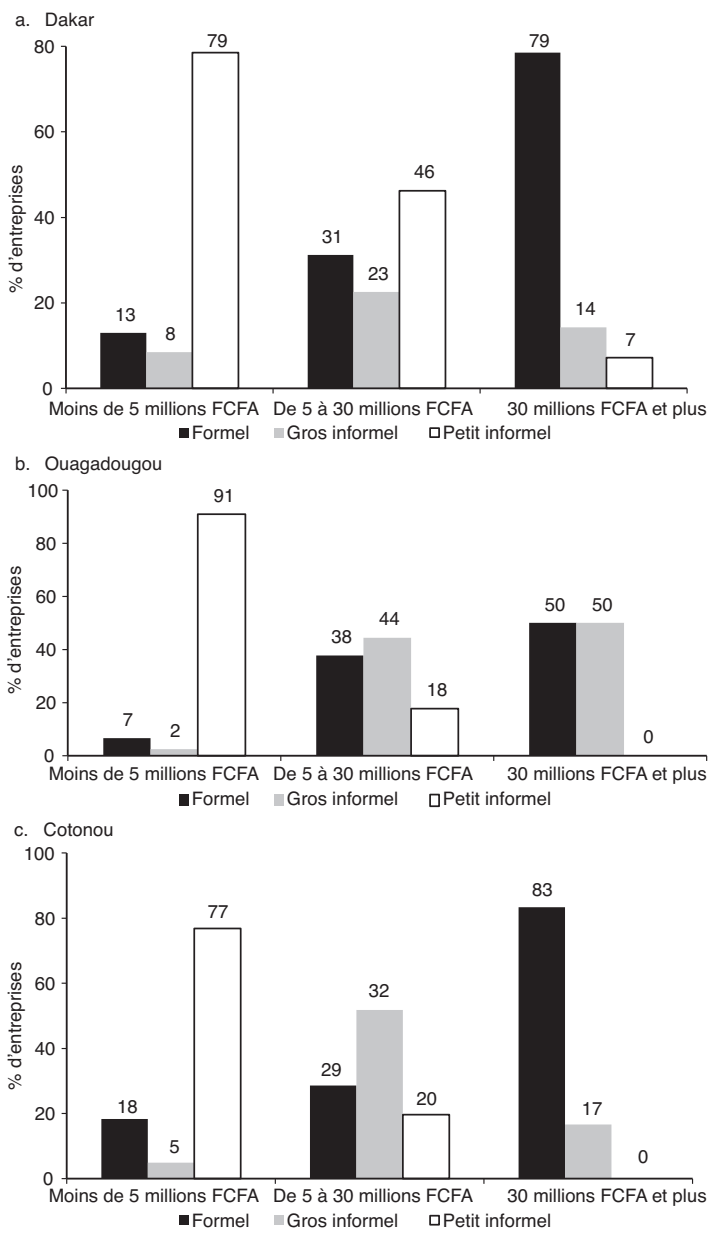 a. Dakar
% d'entreprises
80
60
40
20
0
13 8 79 31 23 46 79 14 7
Moins de 5 millions FCFA De 5 à 30 millions FCFA 30 millions FCFA et plus
Formel Gros informel Petit informel
b. Ouagadougou
% d'entreprises
100
80
60
40
20
0
7 2 91 38 44 18 50 50 0
Moins de 5 millions FCFA De 5 à 30 millions FCFA 30 millions FCFA et plus
Formel Gros informel Petit informel
c. Cotonou
% d'entreprises
100
80
60
40
20
0
18 5 77 29 32 20 83 17 0
Moins de 5 millions FCFA De 5 à 30 millions FCFA 30 millions FCFA et plus
Formel Gros informel Petit informel